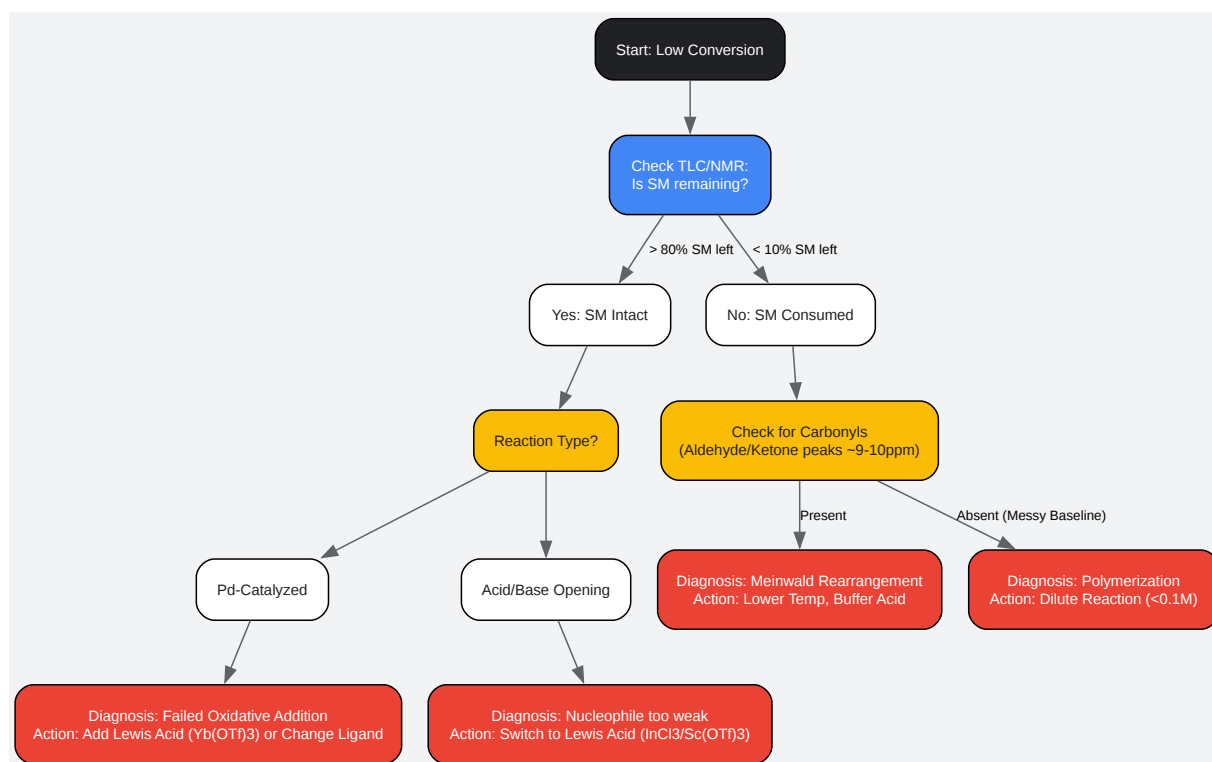 Start: Low Conversion
Check TLC/NMR:
Is SM remaining?
> 80% SM left
< 10% SM left
Yes: SM Intact
No: SM Consumed
Reaction Type?
Check for Carbonyls
(Aldehyde/Ketone peaks ~9-10ppm)
Present
Absent (Messy Baseline)
Pd-Catalyzed
Acid/Base Opening
Diagnosis: Meinwald Rearrangement
Action: Lower Temp, Buffer Acid
Diagnosis: Polymerization
Action: Dilute Reaction (<0.1M)
Diagnosis: Failed Oxidative Addition
Action: Add Lewis Acid (Yb(OTf)3) or Change Ligand
Diagnosis: Nucleophile too weak
Action: Switch to Lewis Acid (InCl3/Sc(OTf)3)